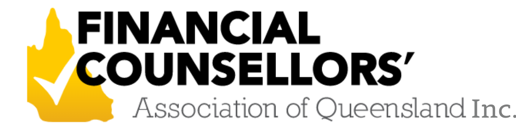 FINANCIAL
COUNSELLORS’
Association of Queensland Inc.